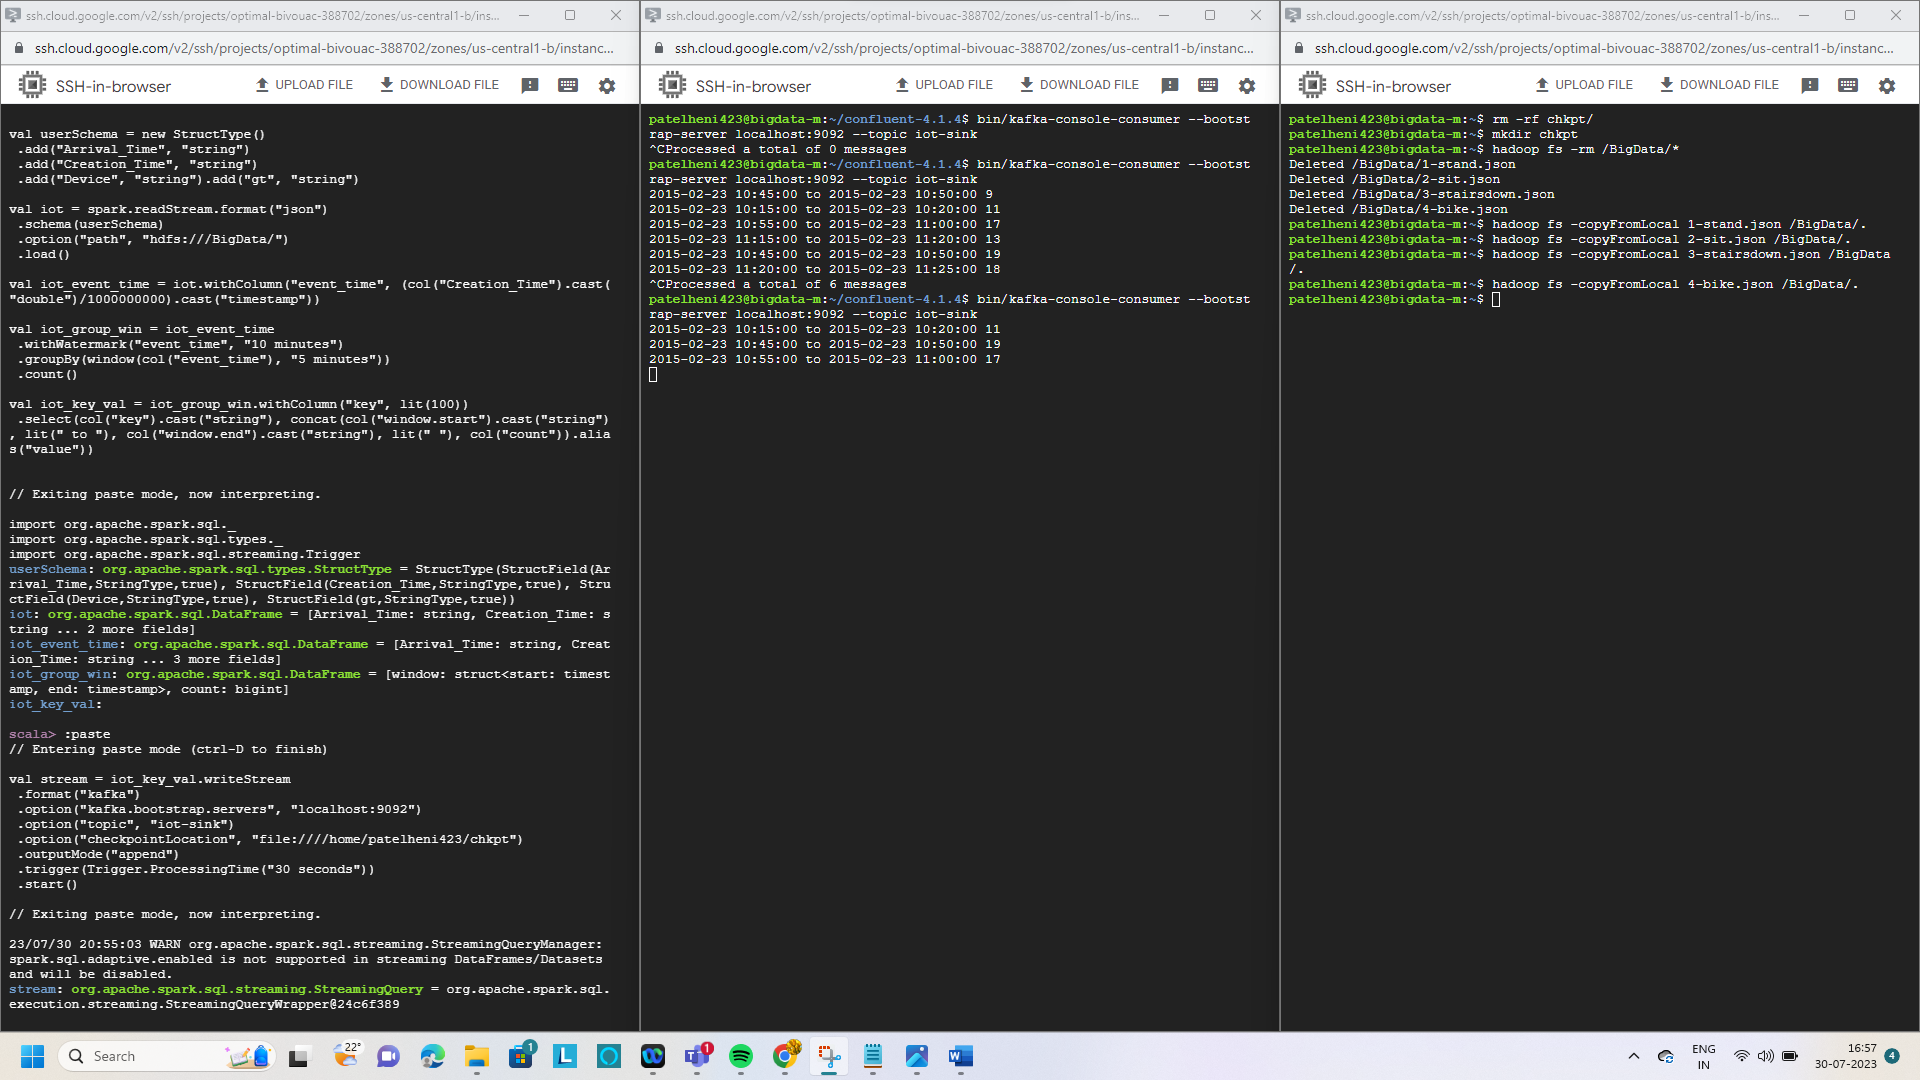 ssh.cloud.google.com/v2/ssh/projects/optimal-bivouac-388702/zones/us-central1-b/ins...
ssh.cloud.google.com/v2/ssh/projects/optimal-bivouac-388702/zones/us-central1-b/instanc...
SSH-in-browser
UPLOAD FILE
DOWNLOAD FILE
val userSchema = new StructType()
 .add("Arrival_Time", "string")
 .add("Creation_Time", "string")
 .add("Device", "string").add("gt", "string")
val iot = spark.readStream.format("json")
 .schema(userSchema)
 .option("path", "hdfs:///BigData/")
 .load()
val iot_event_time = iot.withColumn("event_time", (col("Creation_Time").cast(
"double")/1000000000).cast("timestamp"))
val iot_group_win = iot_event_time
 .withWatermark("event_time", "10 minutes")
 .groupBy(window(col("event_time"), "5 minutes"))
 .count()
val iot_key_val = iot_group_win.withColumn("key", lit(100))
 .select(col("key").cast("string"), concat(col("window.start").cast("string")
, lit(" to "), col("window.end").cast("string"), lit(" "), col("count")).alia
s("value"))
// Exiting paste mode, now interpreting.
import org.apache.spark.sql._
import org.apache.spark.sql.types._
import org.apache.spark.sql.streaming.Trigger
userSchema: org.apache.spark.sql.types.StructType = StructType(StructField(Ar
rival_Time,StringType,true), StructField(Creation_Time,StringType,true), Stru
ctField(Device,StringType,true), StructField(gt,StringType,true))
iot: org.apache.spark.sql.DataFrame = [Arrival_Time: string, Creation_Time: s
tring ... 2 more fields]
iot_event_time: org.apache.spark.sql.DataFrame = [Arrival_Time: string, Creat
ion_Time: string ... 3 more fields]
iot_group_win: org.apache.spark.sql.DataFrame = [window: struct<start: timest
amp, end: timestamp>, count: bigint]
iot_key_val:
scala> :paste
// Entering paste mode (ctrl-D to finish)
val stream = iot_key_val.writeStream
 .format("kafka")
 .option("kafka.bootstrap.servers", "localhost:9092")
 .option("topic", "iot-sink")
 .option("checkpointLocation", "file:////home/patelheni423/chkpt")
 .outputMode("append")
 .trigger(Trigger.ProcessingTime("30 seconds"))
 .start()
// Exiting paste mode, now interpreting.
23/07/30 20:55:03 WARN org.apache.spark.sql.streaming.StreamingQueryManager:
spark.sql.adaptive.enabled is not supported in streaming DataFrames/Datasets
and will be disabled.
stream: org.apache.spark.sql.streaming.StreamingQuery = org.apache.spark.sql.
execution.streaming.StreamingQueryWrapper@24c6f389
ssh.cloud.google.com/v2/ssh/projects/optimal-bivouac-388702/zones/us-central1-b/ins...
ssh.cloud.google.com/v2/ssh/projects/optimal-bivouac-388702/zones/us-central1-b/instanc...
SSH-in-browser
UPLOAD FILE
DOWNLOAD FILE
patelheni423@bigdata-m:~/confluent-4.1.4$ bin/kafka-console-consumer --bootst
rap-server localhost:9092 --topic iot-sink
^CProcessed a total of 0 messages
patelheni423@bigdata-m:~/confluent-4.1.4$ bin/kafka-console-consumer --bootst
rap-server localhost:9092 --topic iot-sink
2015-02-23 10:45:00 to 2015-02-23 10:50:00 9
2015-02-23 10:15:00 to 2015-02-23 10:20:00 11
2015-02-23 10:55:00 to 2015-02-23 11:00:00 17
2015-02-23 11:15:00 to 2015-02-23 11:20:00 13
2015-02-23 10:45:00 to 2015-02-23 10:50:00 19
2015-02-23 11:20:00 to 2015-02-23 11:25:00 18
^CProcessed a total of 6 messages
patelheni423@bigdata-m:~/confluent-4.1.4$ bin/kafka-console-consumer --bootst
rap-server localhost:9092 --topic iot-sink
2015-02-23 10:15:00 to 2015-02-23 10:20:00 11
2015-02-23 10:45:00 to 2015-02-23 10:50:00 19
2015-02-23 10:55:00 to 2015-02-23 11:00:00 17
ssh.cloud.google.com/v2/ssh/projects/optimal-bivouac-388702/zones/us-central1-b/ins...
ssh.cloud.google.com/v2/ssh/projects/optimal-bivouac-388702/zones/us-central1-b/instanc...
SSH-in-browser
UPLOAD FILE
DOWNLOAD FILE
patelheni423@bigdata-m:~$ rm -rf chkpt/
patelheni423@bigdata-m:~$ mkdir chkpt
patelheni423@bigdata-m:~$ hadoop fs -rm /BigData/*
Deleted /BigData/1-stand.json
Deleted /BigData/2-sit.json
Deleted /BigData/3-stairsdown.json
Deleted /BigData/4-bike.json
patelheni423@bigdata-m:~$ hadoop fs -copyFromLocal 1-stand.json /BigData/.
patelheni423@bigdata-m:~$ hadoop fs -copyFromLocal 2-sit.json /BigData/.
patelheni423@bigdata-m:~$ hadoop fs -copyFromLocal 3-stairsdown.json /BigData
/.
patelheni423@bigdata-m:~$ hadoop fs -copyFromLocal 4-bike.json /BigData/.
patelheni423@bigdata-m:~$
Search
22°
1
1
ENG
IN
16:57
30-07-2023
4